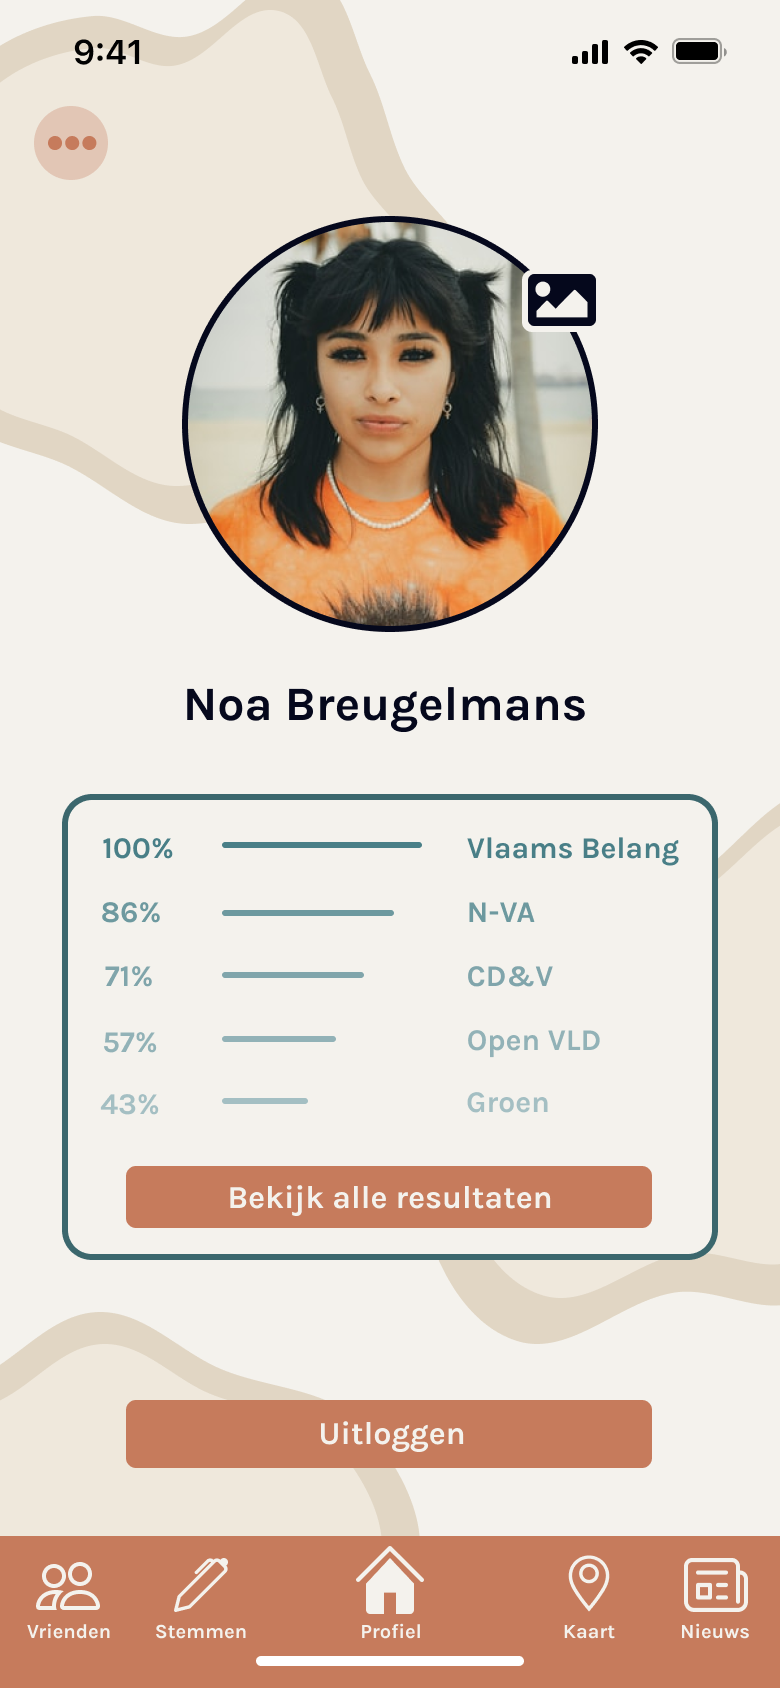 9:41
Noa Breugelmans
100% Vlaams Belang
86% N-VA
71% CD&V
57% Open VLD
43% Groen
Bekijk alle resultaten
Uitloggen
Vrienden Stemmen Profiel Kaart Nieuws